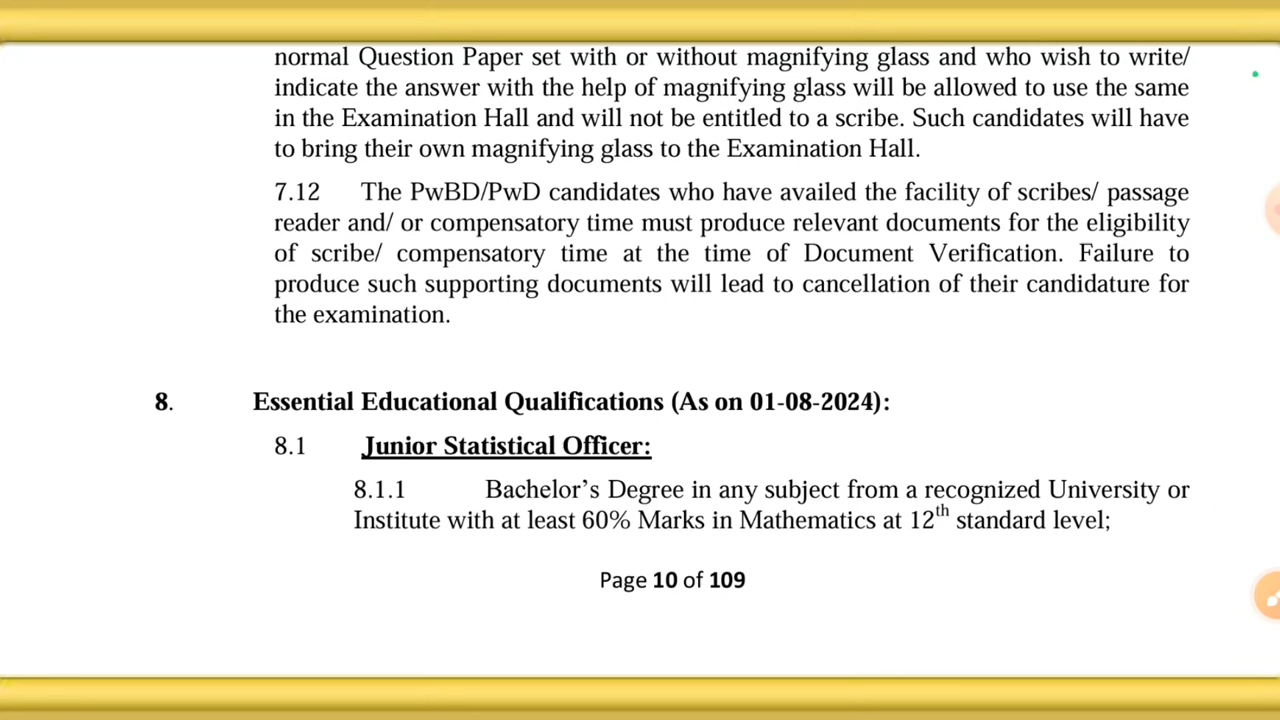 normal Question Paper set with or without magnifying glass and who wish to write/
indicate the answer with the help of magnifying glass will be allowed to use the same
in the Examination Hall and will not be entitled to a scribe. Such candidates will have
to bring their own magnifying glass to the Examination Hall.
7.12 The PwBD/PwD candidates who have availed the facility of scribes/ passage
reader and/ or compensatory time must produce relevant documents for the eligibility
of scribe/ compensatory time at the time of Document Verification. Failure to
produce such supporting documents will lead to cancellation of their candidature for
the examination.
8. Essential Educational Qualifications (As on 01-08-2024):
8.1 Junior Statistical Officer:
8.1.1 Bachelor’s Degree in any subject from a recognized University or
Institute with at least 60% Marks in Mathematics at 12th standard level;
Page 10 of 109